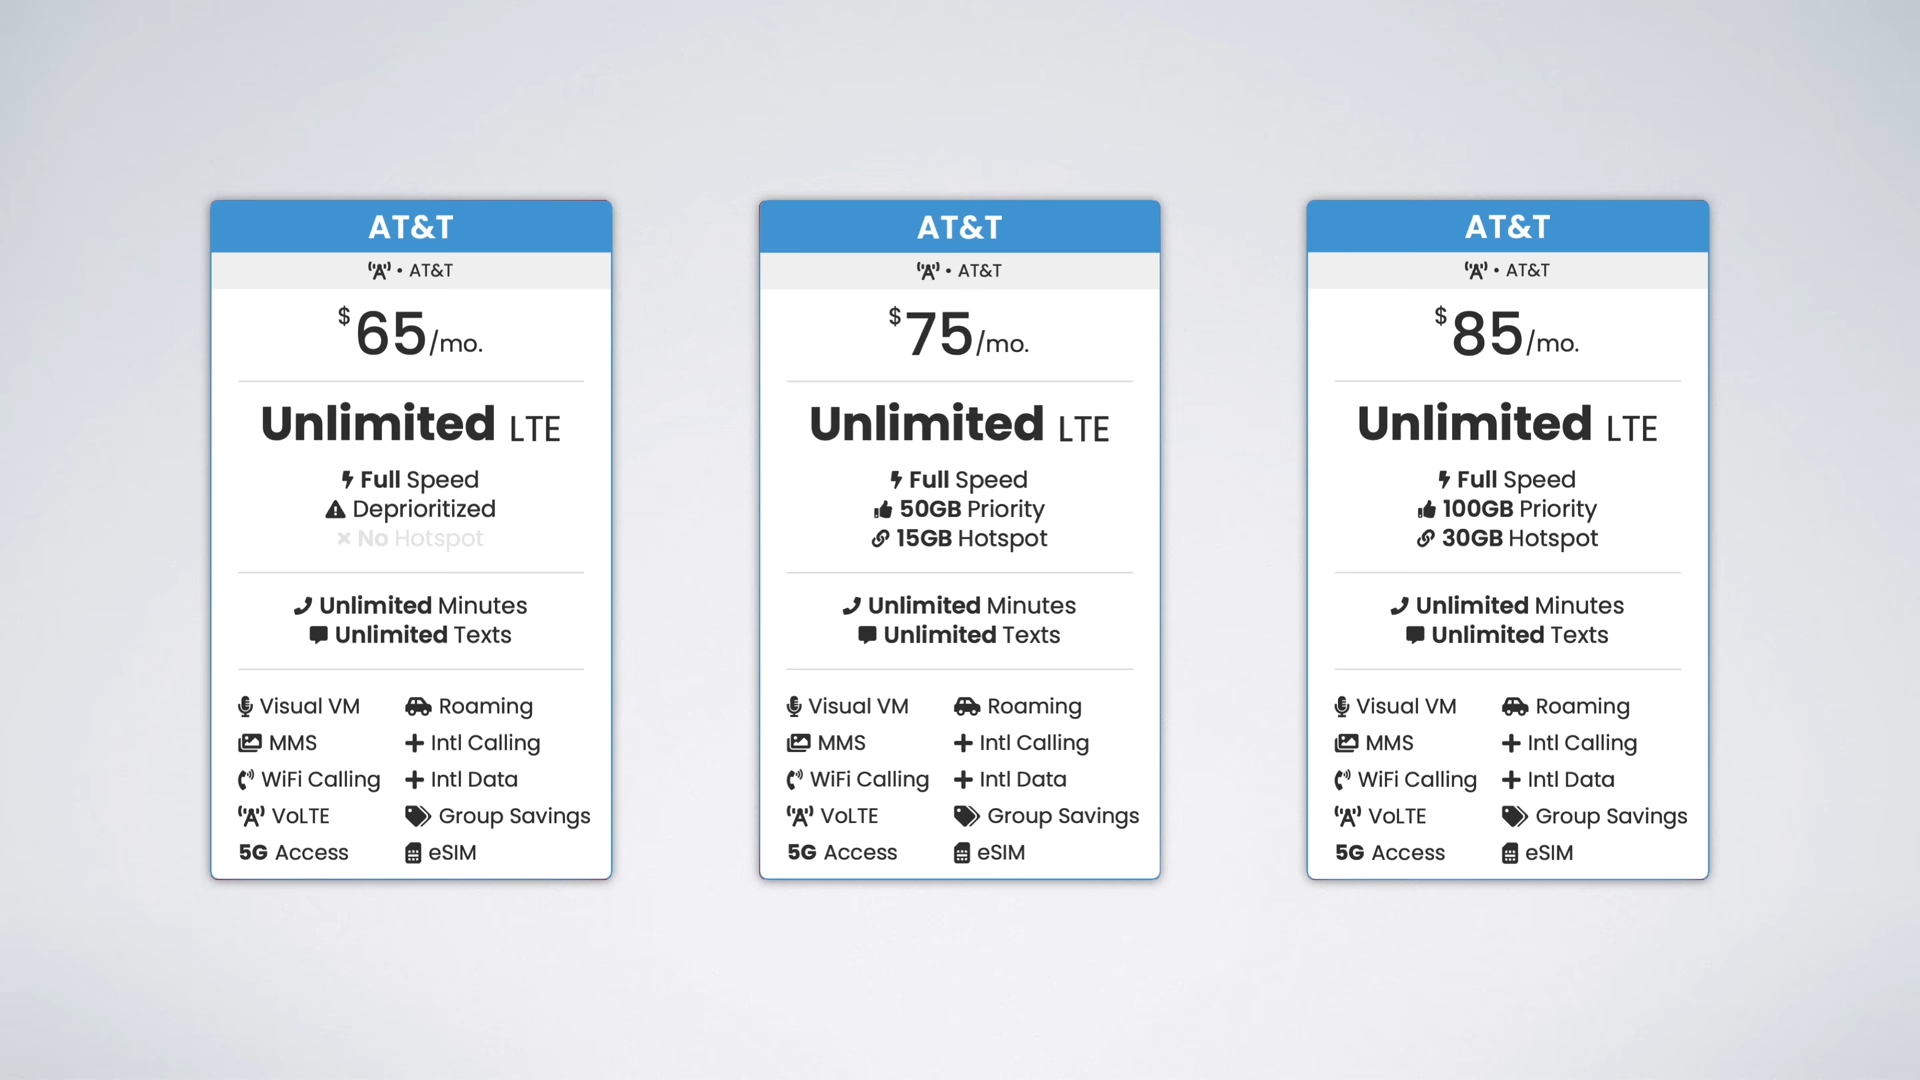 AT&T
• AT&T
$65/mo.
Unlimited LTE
Full Speed
Deprioritized
No Hotspot
Unlimited Minutes
Unlimited Texts
Visual VM
Roaming
MMS
Intl Calling
WiFi Calling
Intl Data
VoLTE
Group Savings
5G Access
eSIM
AT&T
• AT&T
$75/mo.
Unlimited LTE
Full Speed
50GB Priority
15GB Hotspot
Unlimited Minutes
Unlimited Texts
Visual VM
Roaming
MMS
Intl Calling
WiFi Calling
Intl Data
VoLTE
Group Savings
5G Access
eSIM
AT&T
• AT&T
$85/mo.
Unlimited LTE
Full Speed
100GB Priority
30GB Hotspot
Unlimited Minutes
Unlimited Texts
Visual VM
Roaming
MMS
Intl Calling
WiFi Calling
Intl Data
VoLTE
Group Savings
5G Access
eSIM